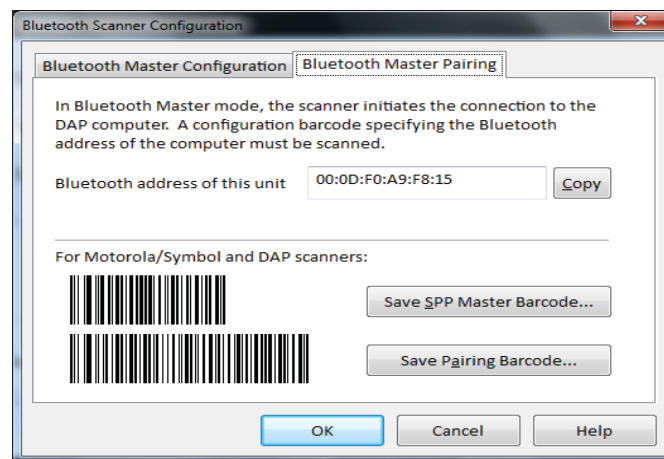 Bluetooth Scanner Configuration
Bluetooth Master Configuration Bluetooth Master Pairing
In Bluetooth Master mode, the scanner initiates the connection to the
DAP computer. A configuration barcode specifying the Bluetooth
address of the computer must be scanned.
Bluetooth address of this unit 00:0D:F0:A9:F8:15 Copy
For Motorola/Symbol and DAP scanners:
Save SPP Master Barcode...
Save Pairing Barcode...
OK Cancel Help